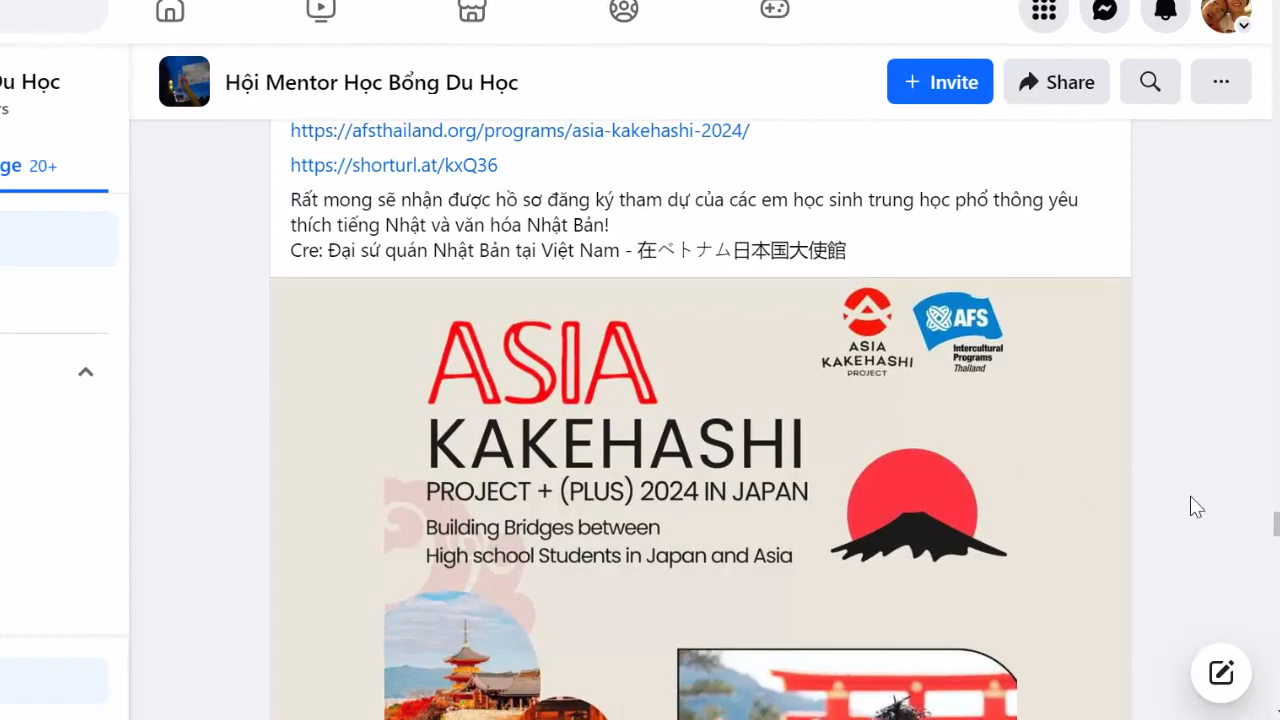 Du Học
Hội Mentor Học Bổng Du Học
+ Invite
Share
20+
https://afsthailand.org/programs/asia-kakehashi-2024/
https://shorturl.at/kxQ36
Rất mong sẽ nhận được hồ sơ đăng ký tham dự của các em học sinh trung học phổ thông yêu
thích tiếng Nhật và văn hóa Nhật Bản!
Cre: Đại sứ quán Nhật Bản tại Việt Nam - 在ベトナム日本国大使館
ASIA
KAKEHASHI
PROJECT
AFS
Intercultural
Programs
Thailand
ASIA
KAKEHASHI
PROJECT + (PLUS) 2024 IN JAPAN
Building Bridges between
High school Students in Japan and Asia